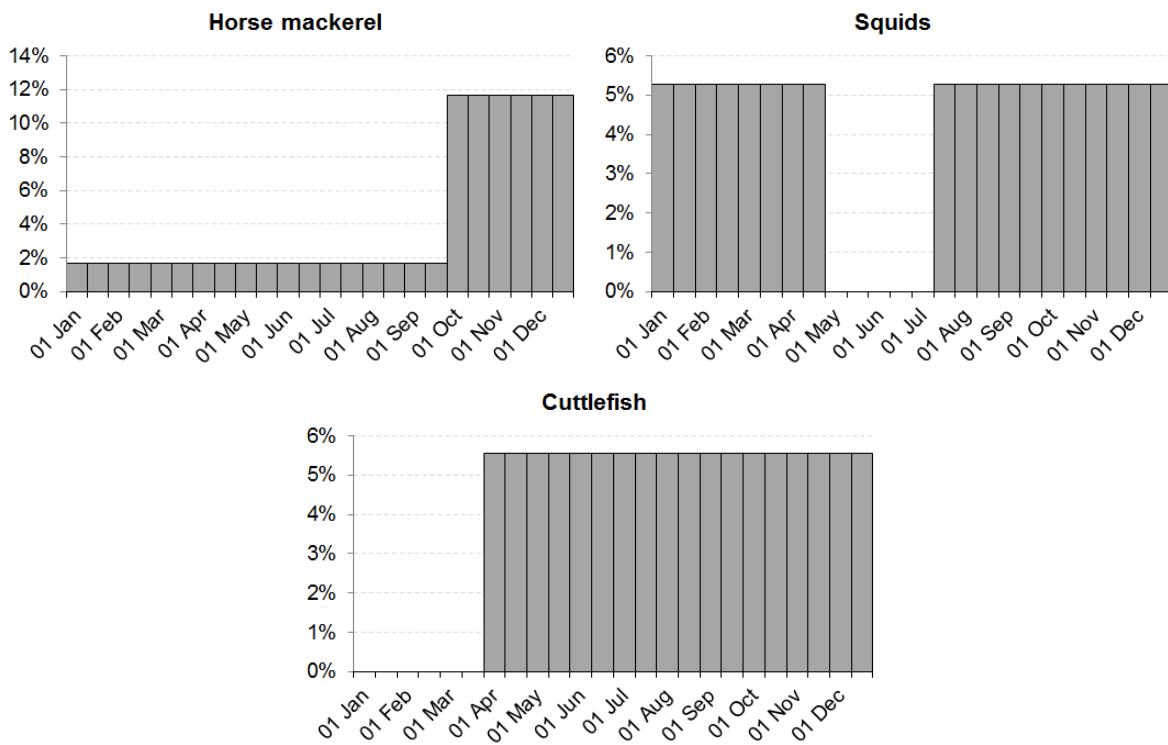 Horse mackerel
14%
12%
10%
8%
6%
4%
2%
0%
01 Jan
01 Feb
01 Mar
01 Apr
01 May
01 Jun
01 Jul
01 Aug
01 Sep
01 Oct
01 Nov
01 Dec
Squids
6%
5%
4%
3%
2%
1%
0%
01 Jan
01 Feb
01 Mar
01 Apr
01 May
01 Jun
01 Jul
01 Aug
01 Sep
01 Oct
01 Nov
01 Dec
Cuttlefish
6%
5%
4%
3%
2%
1%
0%
01 Jan
01 Feb
01 Mar
01 Apr
01 May
01 Jun
01 Jul
01 Aug
01 Sep
01 Oct
01 Nov
01 Dec